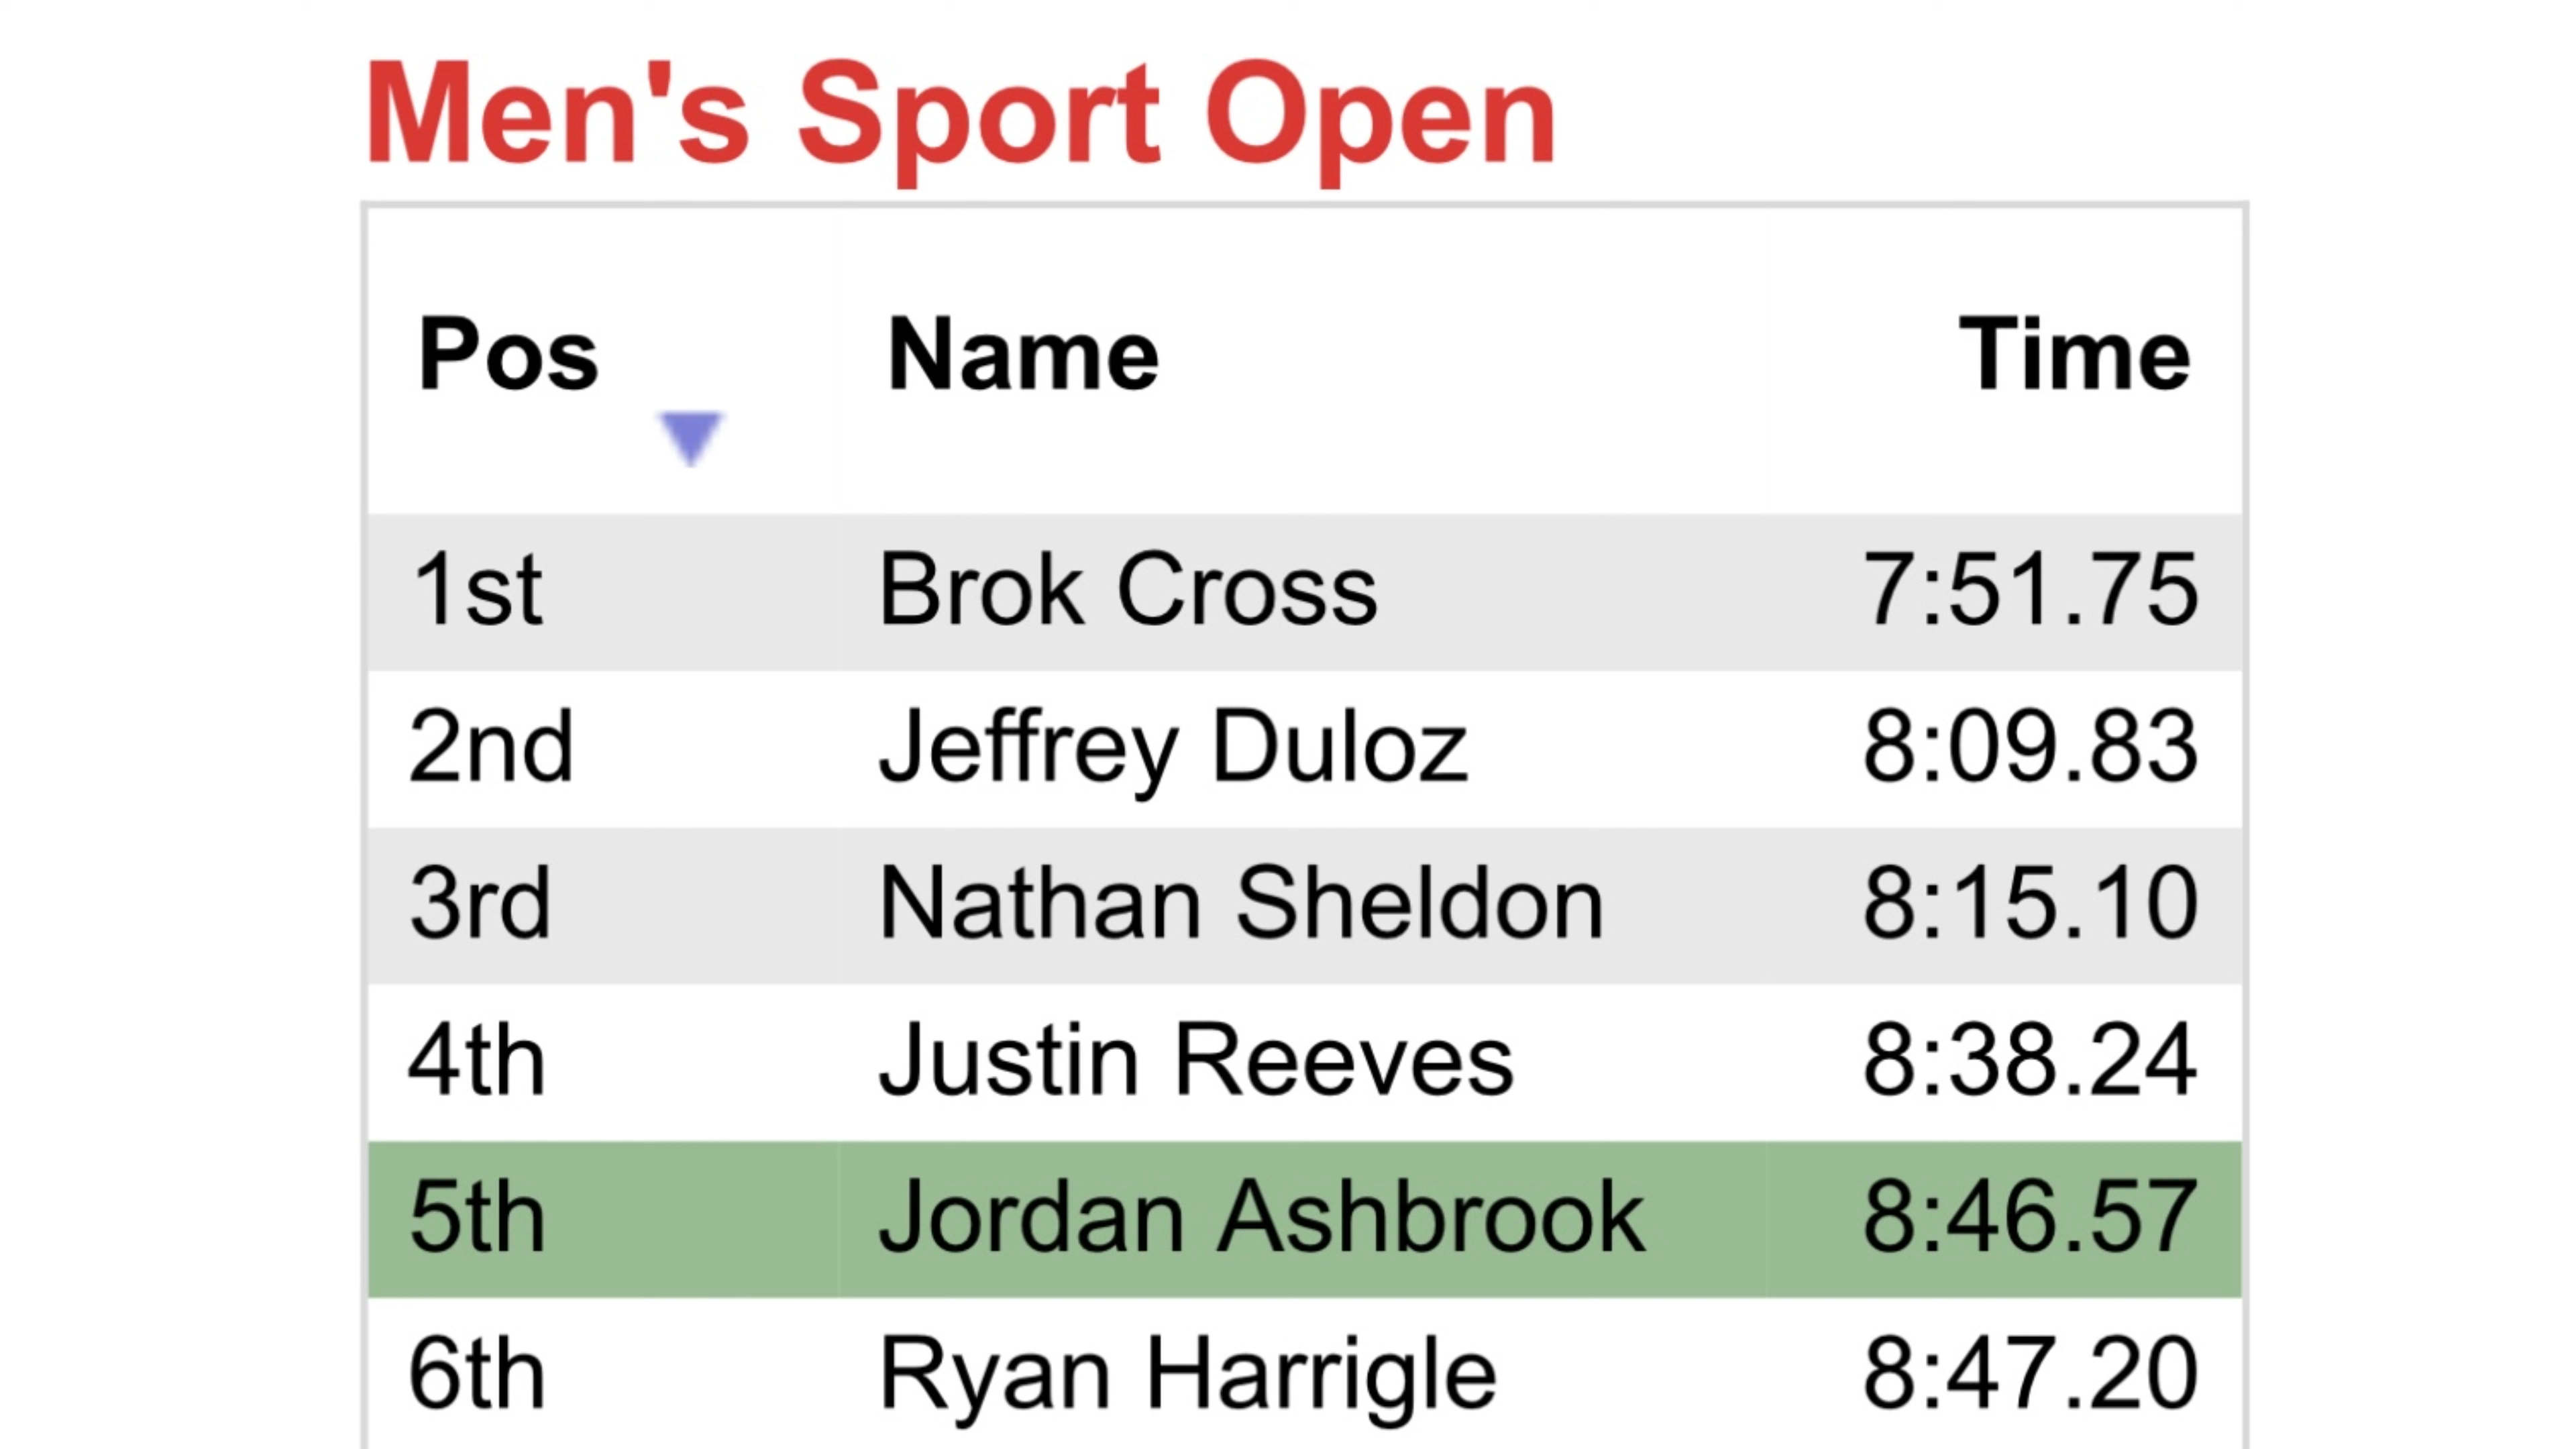 Men's Sport Open
Pos Name Time
1st Brok Cross 7:51.75
2nd Jeffrey Duloz 8:09.83
3rd Nathan Sheldon 8:15.10
4th Justin Reeves 8:38.24
5th Jordan Ashbrook 8:46.57
6th Ryan Harrigle 8:47.20